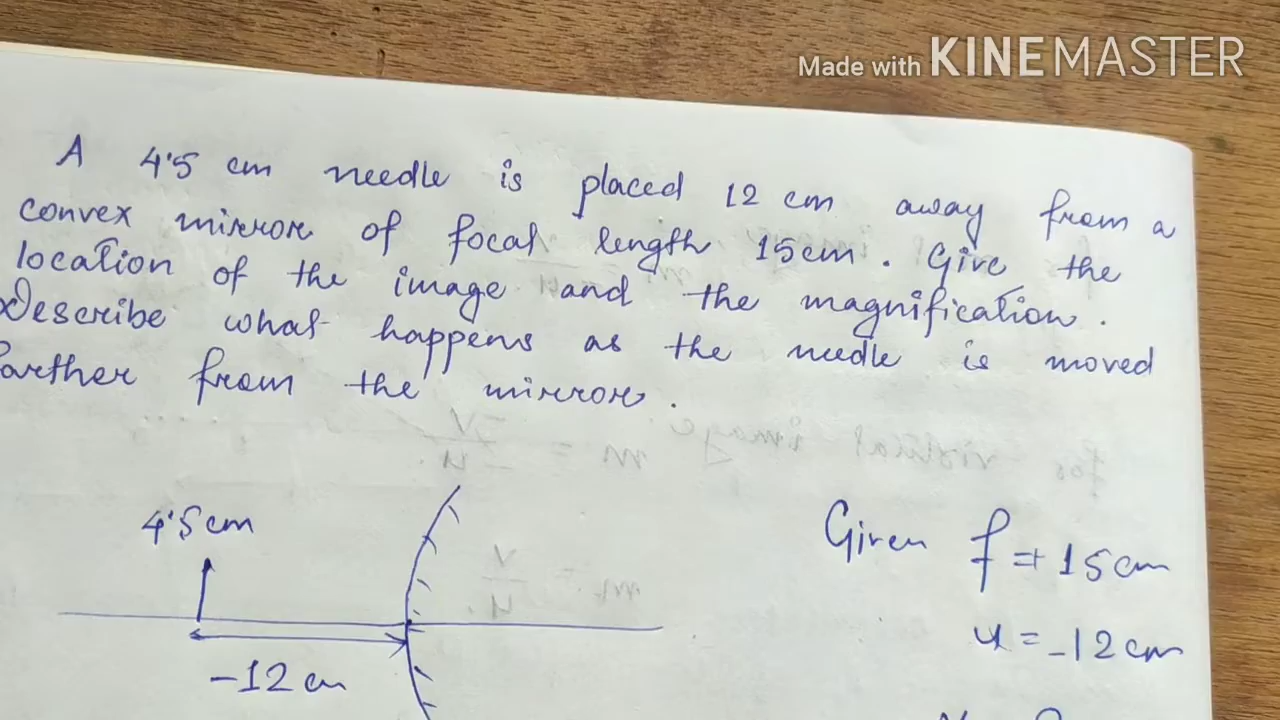 Made with KINEMASTER
A 4.5 cm needle is placed 12 cm away from a
convex mirror of focal length 15cm. Give the
location of the image and the magnification.
Describe what happens as the needle is moved
farther from the mirror.
4.5cm
Given f=+15cm
u=-12cm
-12cm